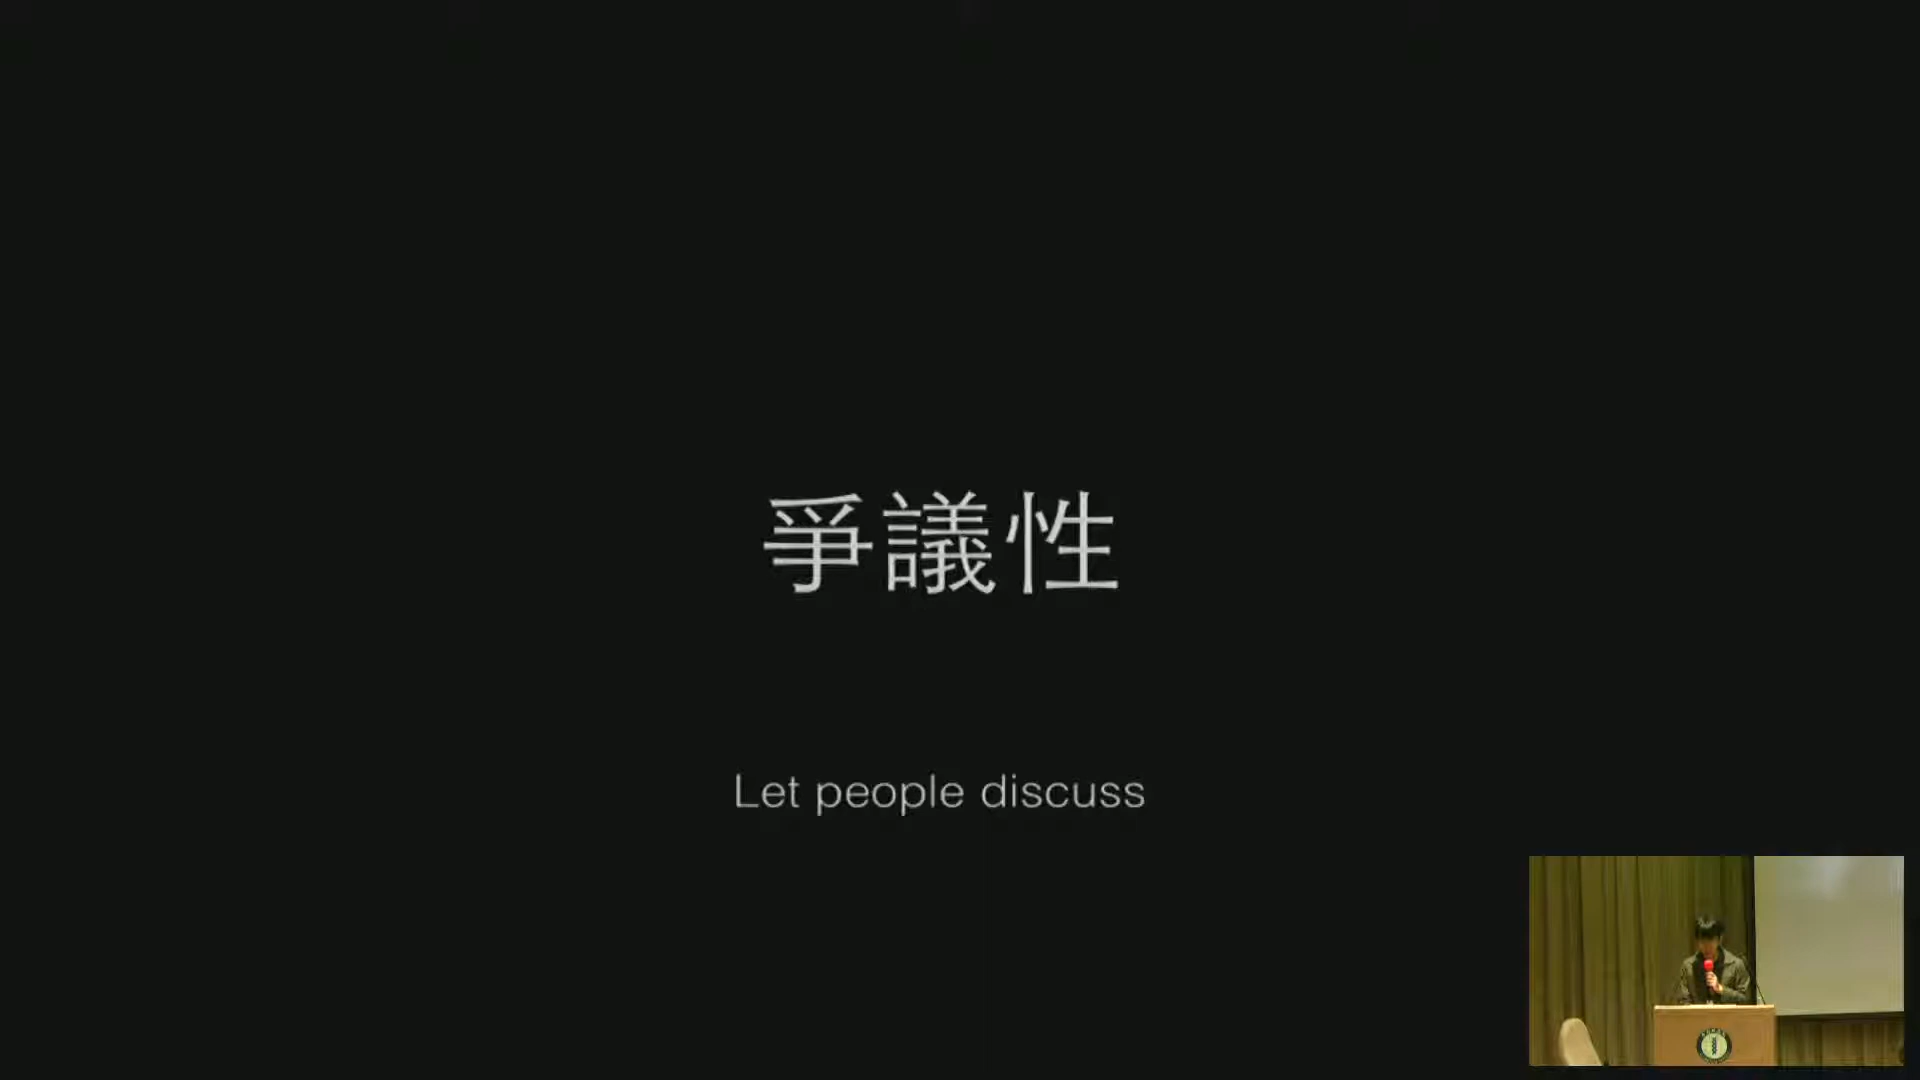 爭議性
Let people discuss